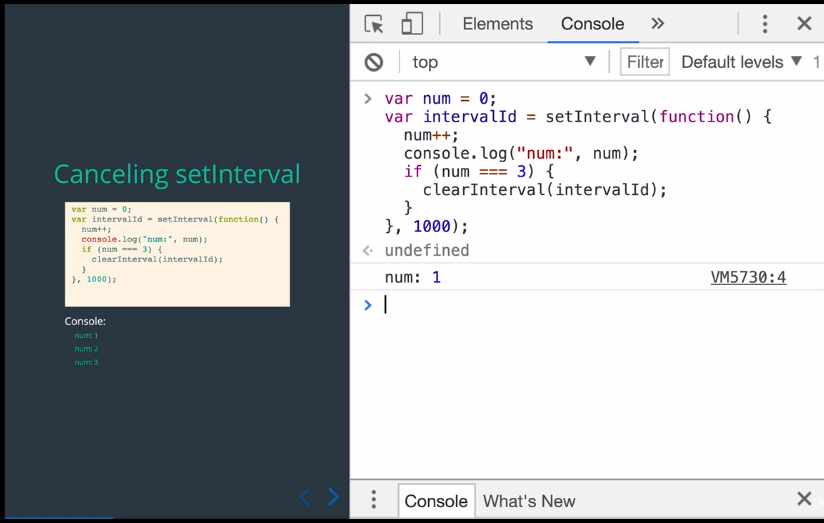 Canceling setInterval
var num = 0;
var intervalId = setInterval(function() {
num++;
console.log("num:", num);
if (num === 3) {
clearInterval(intervalId);
}
}, 1000);
Console:
num: 1
num: 2
num: 3
Elements Console »
top ▼ Filter Default levels ▼ 1
> var num = 0;
var intervalId = setInterval(function() {
num++;
console.log("num:", num);
if (num === 3) {
clearInterval(intervalId);
}
}, 1000);
undefined
num: 1 VM5730:4
>
Console What's New